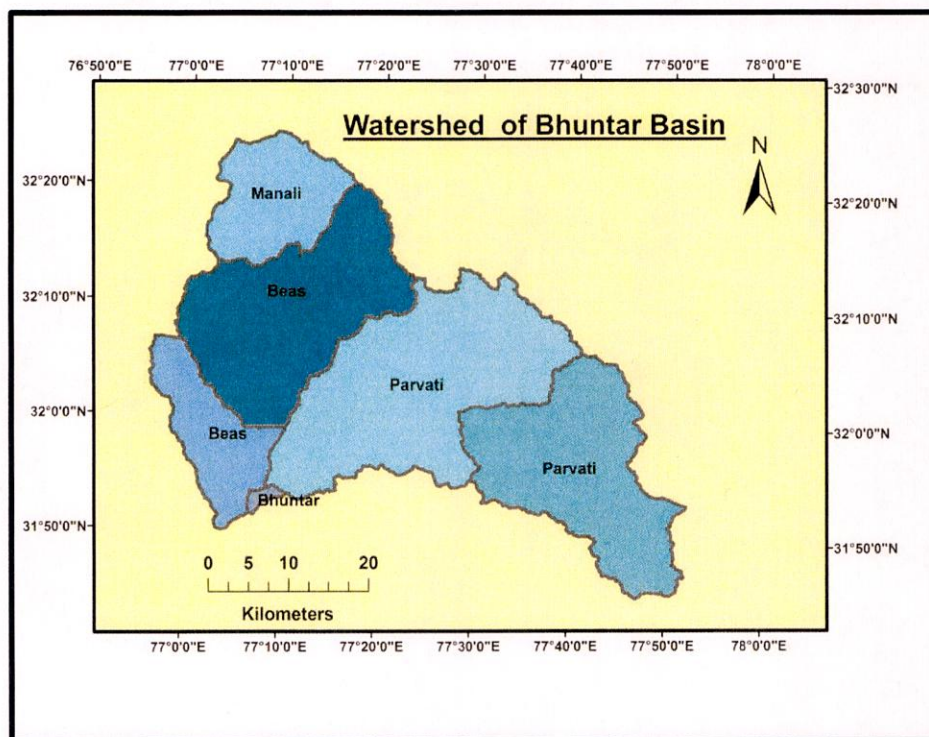 76°50'0"E 77°0'0"E 77°10'0"E 77°20'0"E 77°30'0"E 77°40'0"E 77°50'0"E 78°0'0"E
32°30'0"N
Watershed of Bhuntar Basin
N
32°20'0"N
Manali
32°20'0"N
Beas
32°10'0"N
32°10'0"N
Parvati
32°0'0"N
Beas
32°0'0"N
Parvati
Bhuntar
31°50'0"N
31°50'0"N
0 5 10 20
Kilometers
77°0'0"E 77°10'0"E 77°20'0"E 77°30'0"E 77°40'0"E 77°50'0"E 78°0'0"E